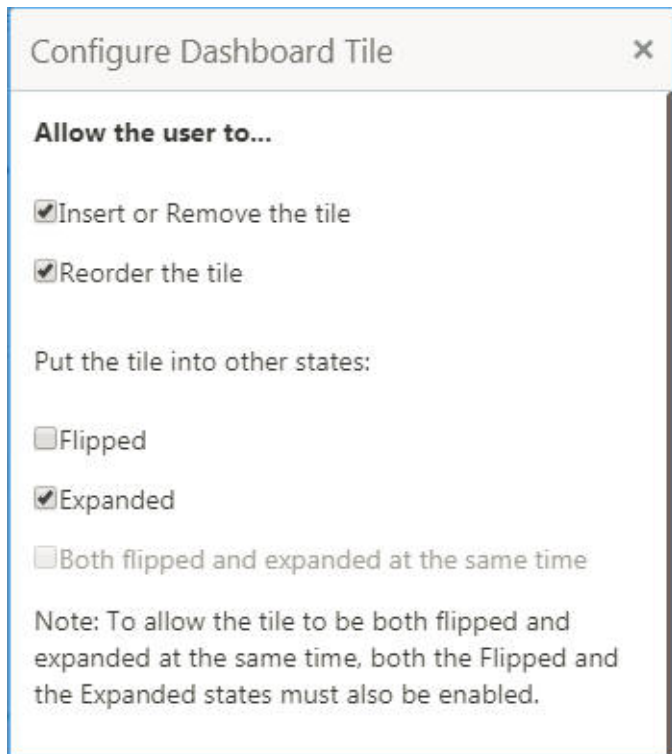 Configure Dashboard Tile
Allow the user to...
Insert or Remove the tile
Reorder the tile
Put the tile into other states:
Flipped
Expanded
Both flipped and expanded at the same time
Note: To allow the tile to be both flipped and
expanded at the same time, both the Flipped and
the Expanded states must also be enabled.